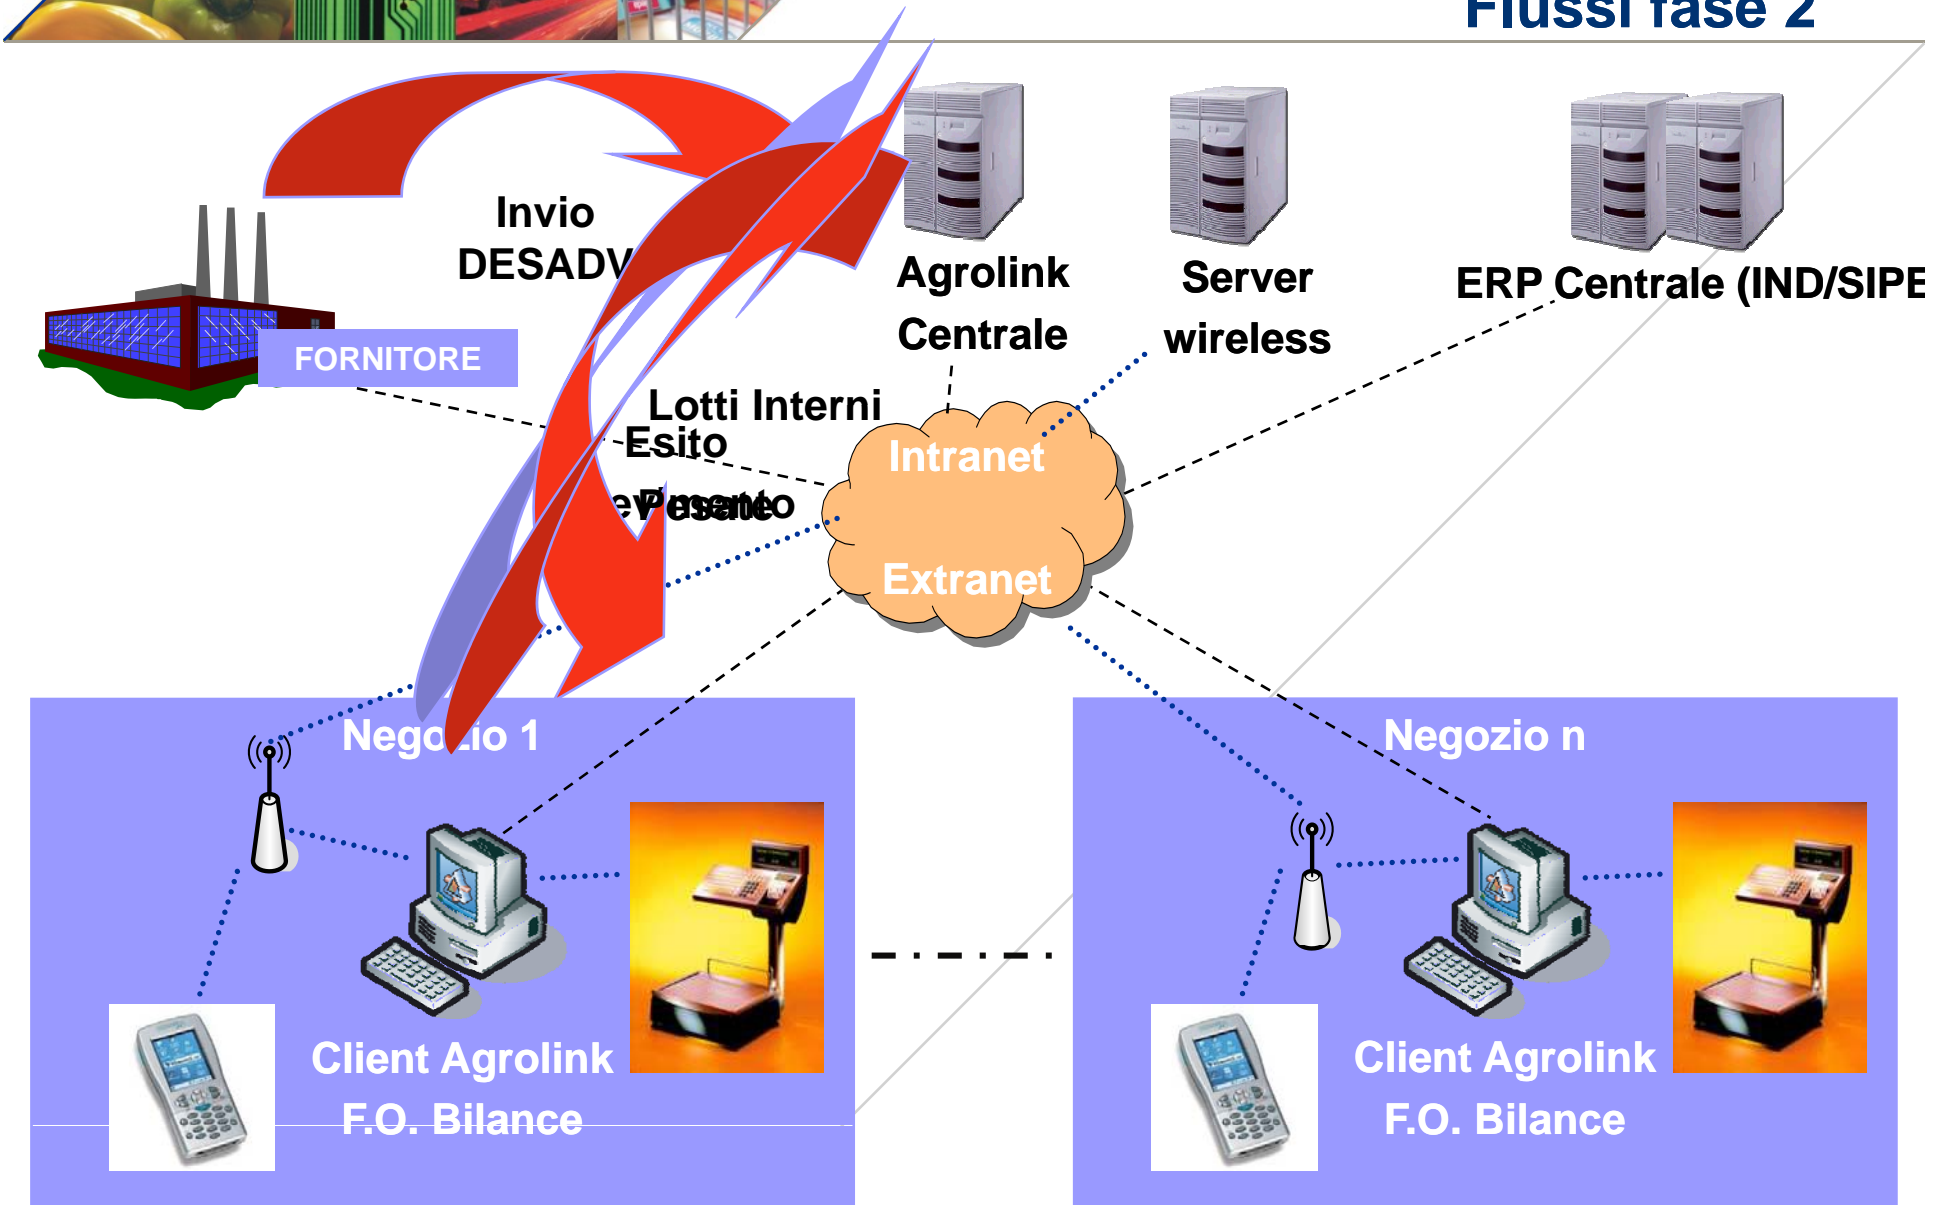 Flussi fase 2
Invio
DESADV
Agrolink
Centrale
Server
wireless
ERP Centrale (IND/SIPE
FORNITORE
Lotti Interni
Esito
Pesate
Intranet
Extranet
Negozio 1
Negozio n
Client Agrolink
F.O. Bilance
Client Agrolink
F.O. Bilance